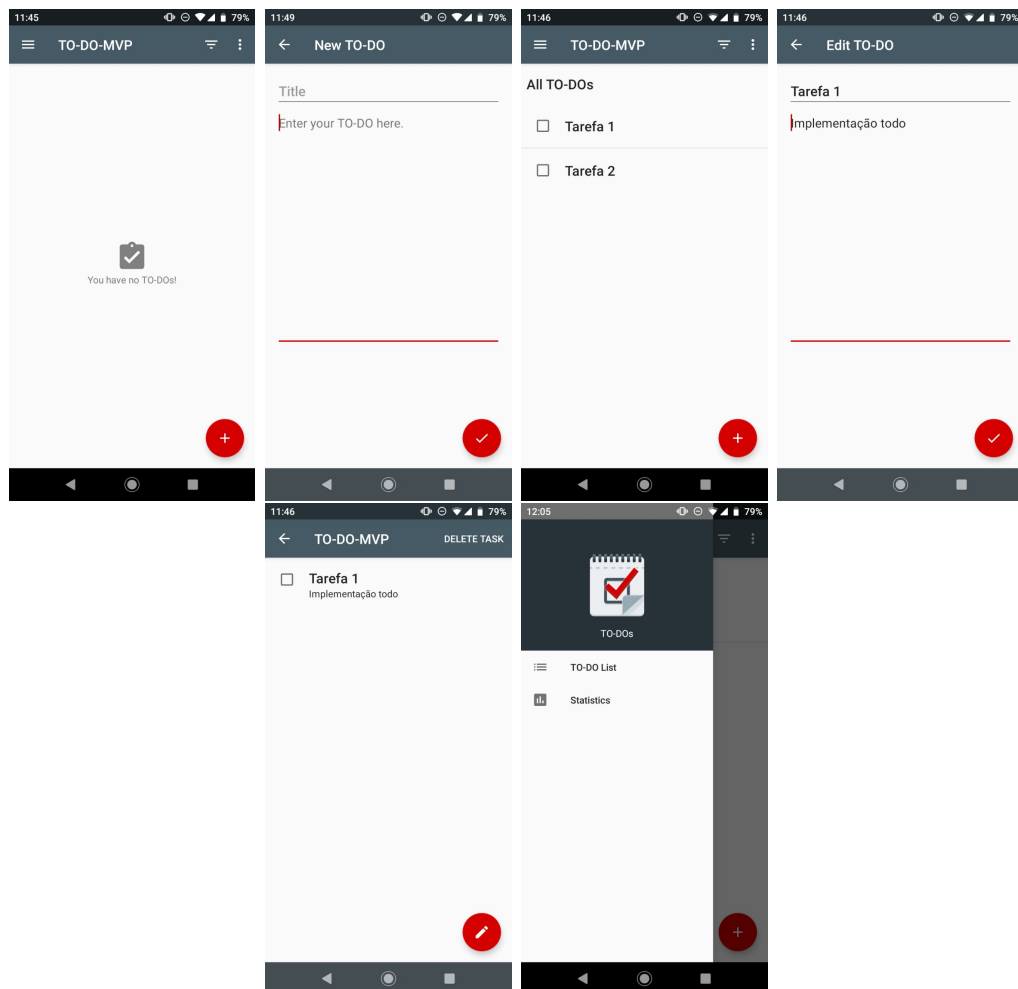 11:45 79%
TO-DO-MVP
You have no TO-DOs!
11:49 79%
New TO-DO
Title
Enter your TO-DO here.
11:46 79%
TO-DO-MVP
All TO-DOs
Tarefa 1
Tarefa 2
11:46 79%
Edit TO-DO
Tarefa 1
Implementação todo
11:46 79%
TO-DO-MVP DELETE TASK
Tarefa 1
Implementação todo
12:05 79%
TO-DOs
TO-DO List
Statistics